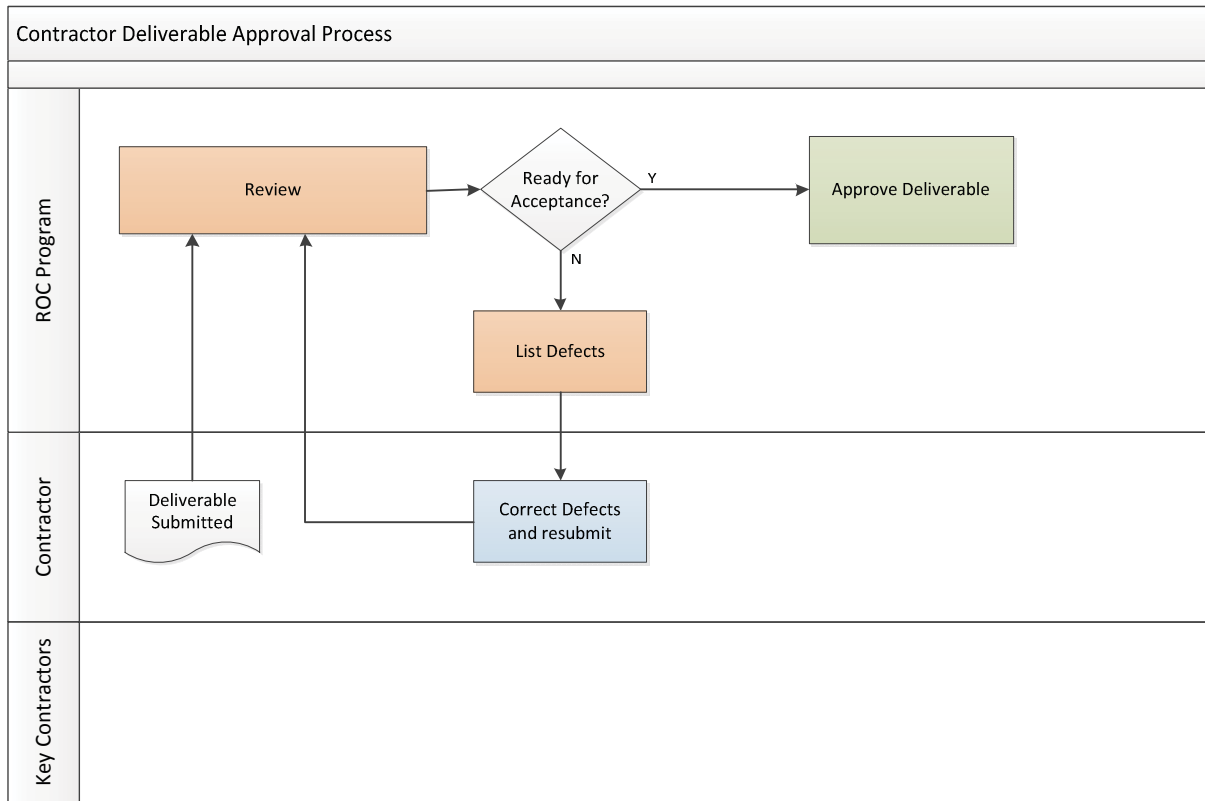 Contractor Deliverable Approval Process
ROC Program
Review
Ready for
Acceptance?
Y
Approve Deliverable
N
List Defects
Contractor
Deliverable
Submitted
Correct Defects
and resubmit
Key Contractors